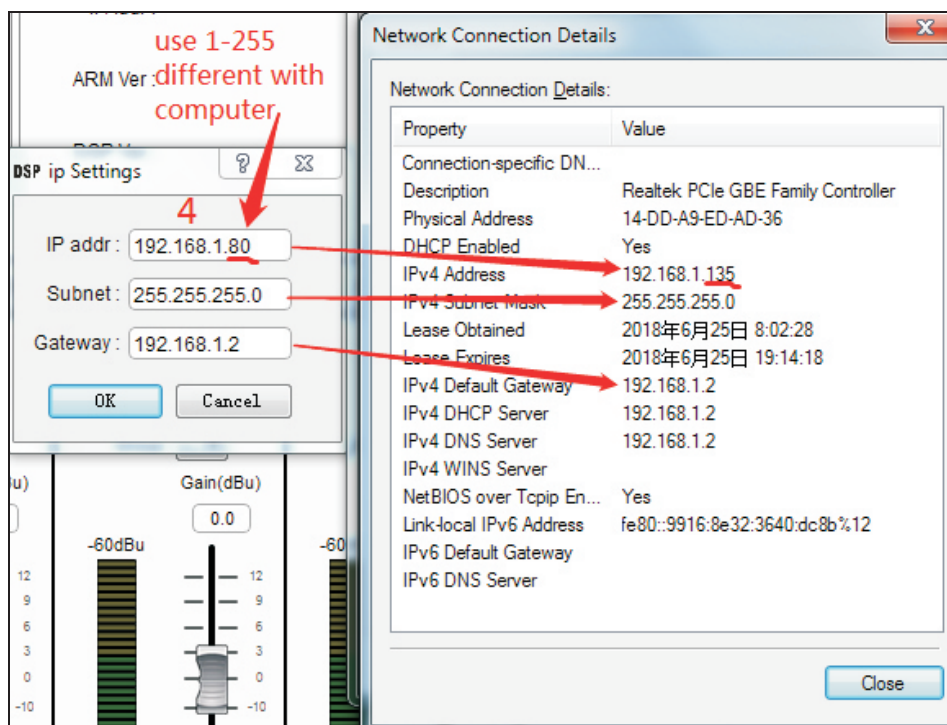 use 1-255
ARM Ver :different with
computer
DSP ip Settings
4
IP addr : 192.168.1.80
Subnet : 255.255.255.0
Gateway : 192.168.1.2
OK Cancel
u) Gain(dBu)
0.0
-60dBu -60
12 12
9 9
6 6
3 3
0 0
-10 -10
Network Connection Details
Network Connection Details:
Property Value
Connection-specific DN...
Description Realtek PCIe GBE Family Controller
Physical Address 14-DD-A9-ED-AD-36
DHCP Enabled Yes
IPv4 Address 192.168.1.135
IPv4 Subnet Mask 255.255.255.0
Lease Obtained 2018年6月25日 8:02:28
Lease Expires 2018年6月25日 19:14:18
IPv4 Default Gateway 192.168.1.2
IPv4 DHCP Server 192.168.1.2
IPv4 DNS Server 192.168.1.2
IPv4 WINS Server
NetBIOS over Tcpip En... Yes
Link-local IPv6 Address fe80::9916:8e32:3640:dc8b%12
IPv6 Default Gateway
IPv6 DNS Server
Close